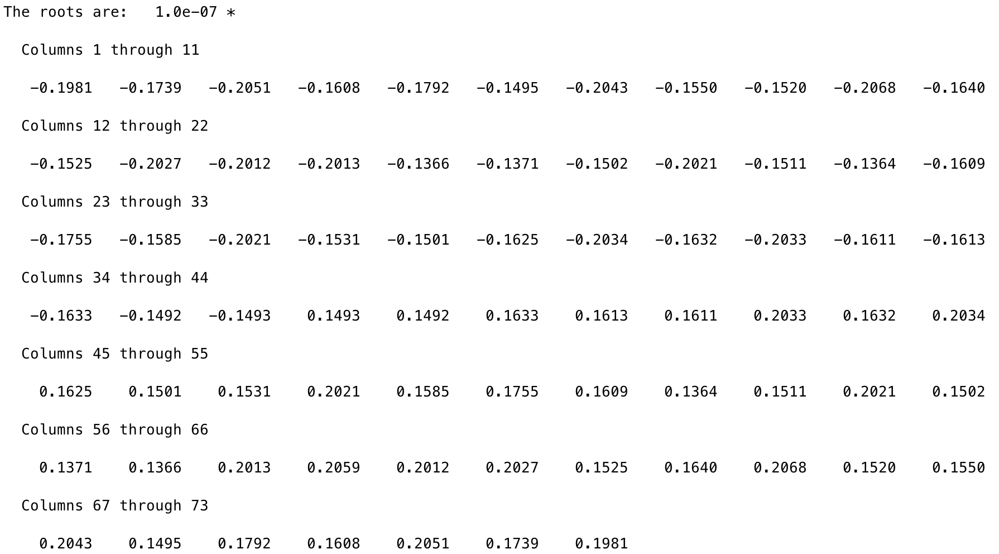 The roots are:   1.0e-07 *
Columns 1 through 11
-0.1981   -0.1739   -0.2051   -0.1608   -0.1792   -0.1495   -0.2043   -0.1550   -0.1520   -0.2068   -0.1640
Columns 12 through 22
-0.1525   -0.2027   -0.2012   -0.2013   -0.1366   -0.1371   -0.1502   -0.2021   -0.1511   -0.1364   -0.1609
Columns 23 through 33
-0.1755   -0.1585   -0.2021   -0.1531   -0.1501   -0.1625   -0.2034   -0.1632   -0.2033   -0.1611   -0.1613
Columns 34 through 44
-0.1633   -0.1492   -0.1493    0.1493    0.1492    0.1633    0.1613    0.1611    0.2033    0.1632    0.2034
Columns 45 through 55
0.1625    0.1501    0.1531    0.2021    0.1585    0.1755    0.1609    0.1364    0.1511    0.2021    0.1502
Columns 56 through 66
0.1371    0.1366    0.2013    0.2059    0.2012    0.2027    0.1525    0.1640    0.2068    0.1520    0.1550
Columns 67 through 73
0.2043    0.1495    0.1792    0.1608    0.2051    0.1739    0.1981